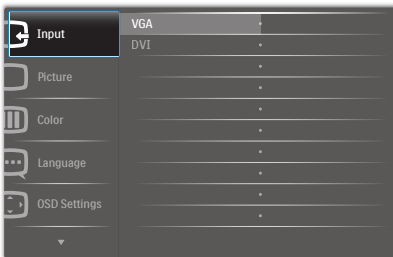 Input
VGA
DVI
Picture
Color
Language
OSD Settings